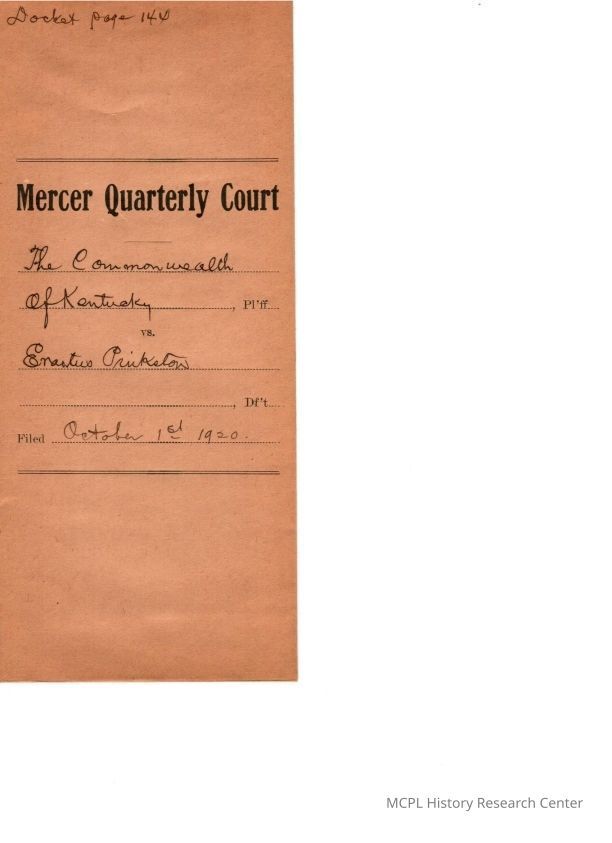 Docket page 144
Mercer Quarterly Court
The Commonwealth
Of Kentucky, Pl'ff.
vs.
Erastus Pinkston
, Df't.
Filed October 1st 1920.
MCPL History Research Center